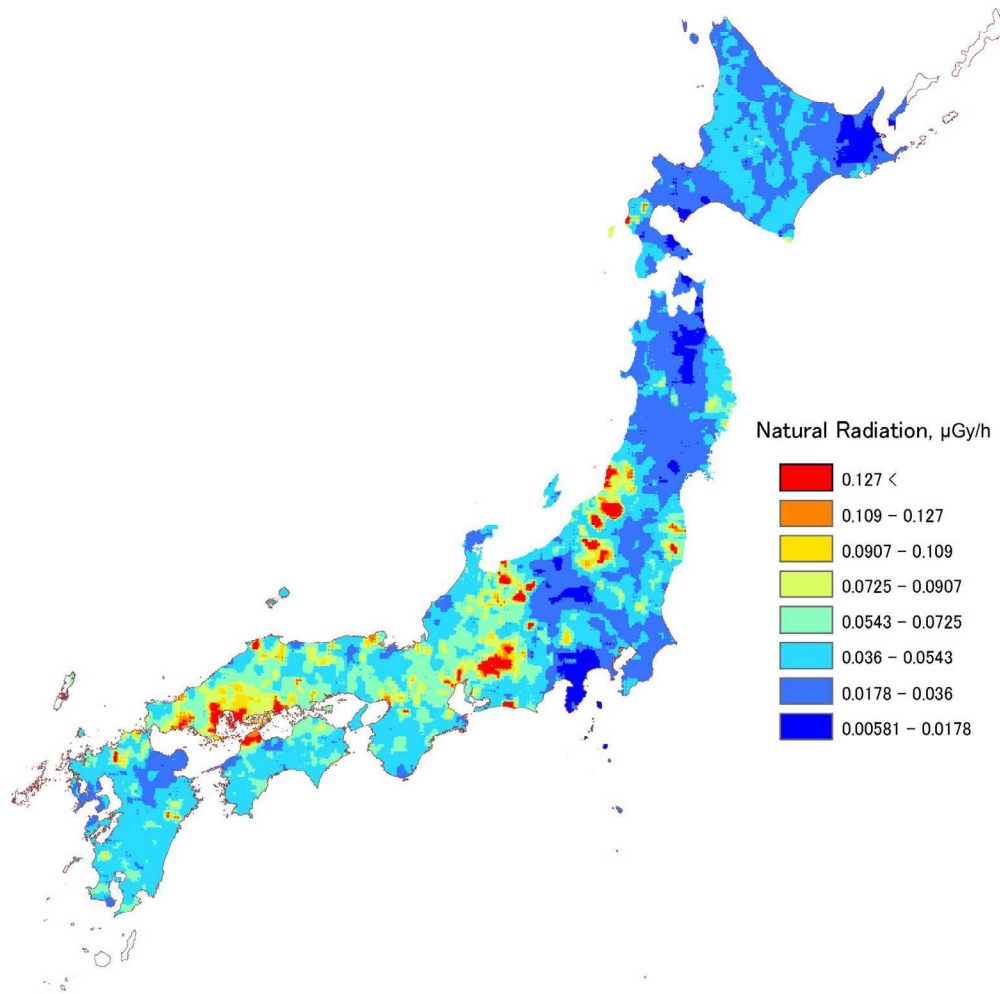 Natural Radiation, μGy/h
0.127 <
0.109 – 0.127
0.0907 – 0.109
0.0725 – 0.0907
0.0543 – 0.0725
0.036 – 0.0543
0.0178 – 0.036
0.00581 – 0.0178